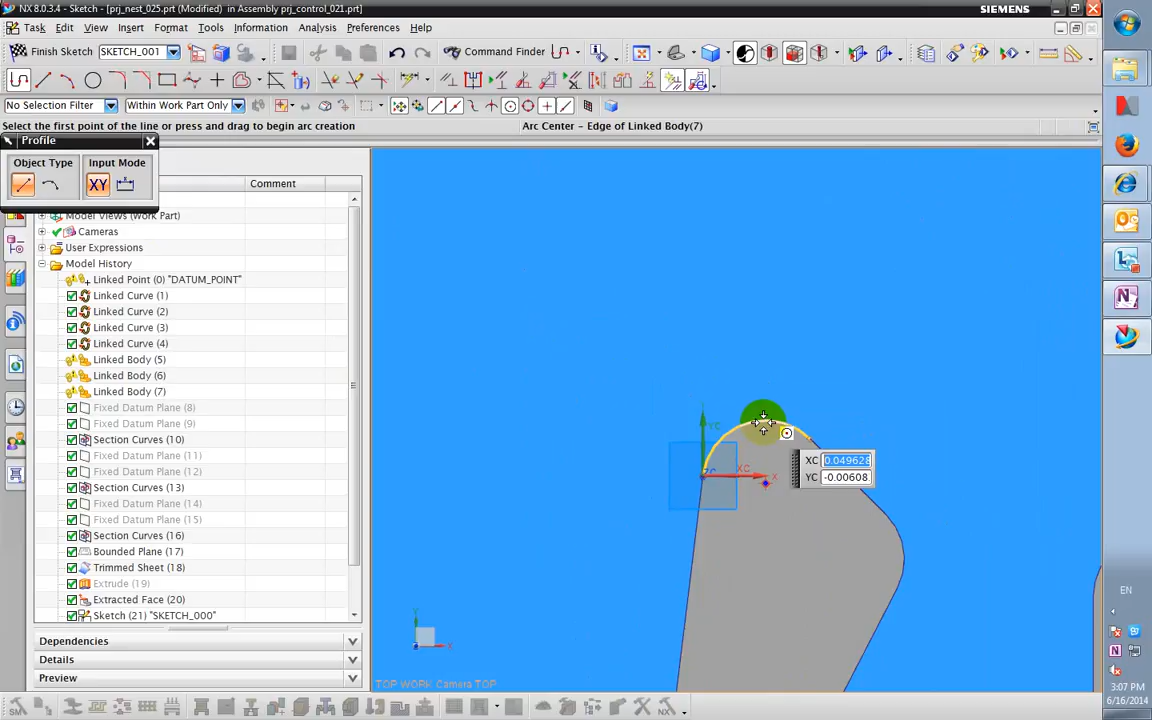 NX 8.0.3.4 - Sketch - [prj_nest_025.prt (Modified) in Assembly prj_control_021.prt]
SIEMENS
Task Edit View Insert Format Tools Information Analysis Preferences Help
Finish Sketch SKETCH_001 Command Finder
No Selection Filter Within Work Part Only
Select the first point of the line or press and drag to begin arc creation Arc Center - Edge of Linked Body(7)
Profile
Object Type Input Mode
XY
Comment
Model Views (Work Part)
Cameras
User Expressions
Model History
Linked Point (0) "DATUM_POINT"
Linked Curve (1)
Linked Curve (2)
Linked Curve (3)
Linked Curve (4)
Linked Body (5)
Linked Body (6)
Linked Body (7)
Fixed Datum Plane (8)
Fixed Datum Plane (9)
Section Curves (10)
Fixed Datum Plane (11)
Fixed Datum Plane (12)
Section Curves (13)
Fixed Datum Plane (14)
Fixed Datum Plane (15)
Section Curves (16)
Bounded Plane (17)
Trimmed Sheet (18)
Extrude (19)
Extracted Face (20)
Sketch (21) "SKETCH_000"
Dependencies
Details
Preview
YC
XC
X
XC 0.049628
YC -0.00608
TOP WORK Camera TOP
EN
3:07 PM
6/16/2014